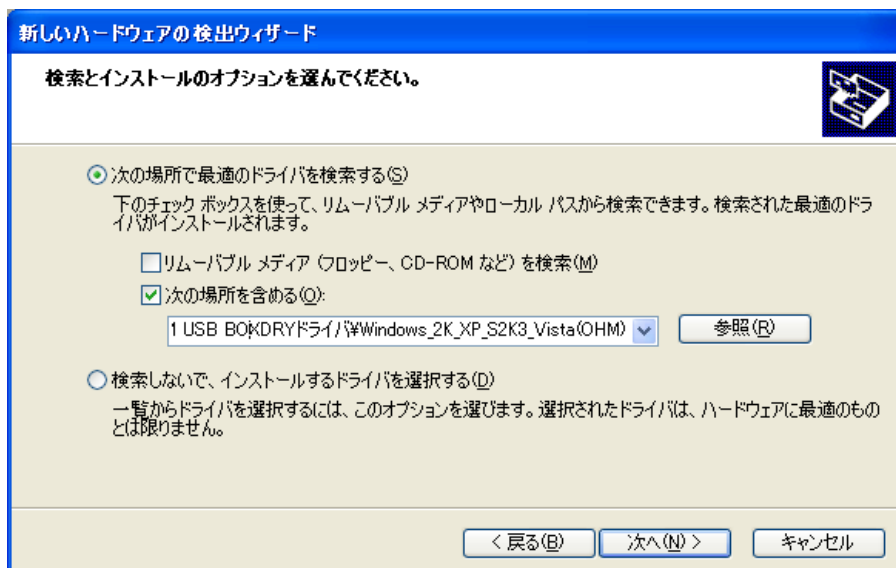 新しいハードウェアの検出ウィザード
検索とインストールのオプションを選んでください。
次の場所で最適のドライバを検索する(S)
下のチェック ボックスを使って、リムーバブル メディアやローカル パスから検索できます。検索された最適のドラ
イバがインストールされます。
リムーバブル メディア (フロッピー、CD-ROM など) を検索(M)
次の場所を含める(O):
1 USB BOXDRYドライバ¥Windows_2K_XP_S2K3_Vista(OHM)
参照(R)
検索しないで、インストールするドライバを選択する(D)
一覧からドライバを選択するには、このオプションを選びます。選択されたドライバは、ハードウェアに最適のもの
とは限りません。
< 戻る(B)
次へ(N) >
キャンセル